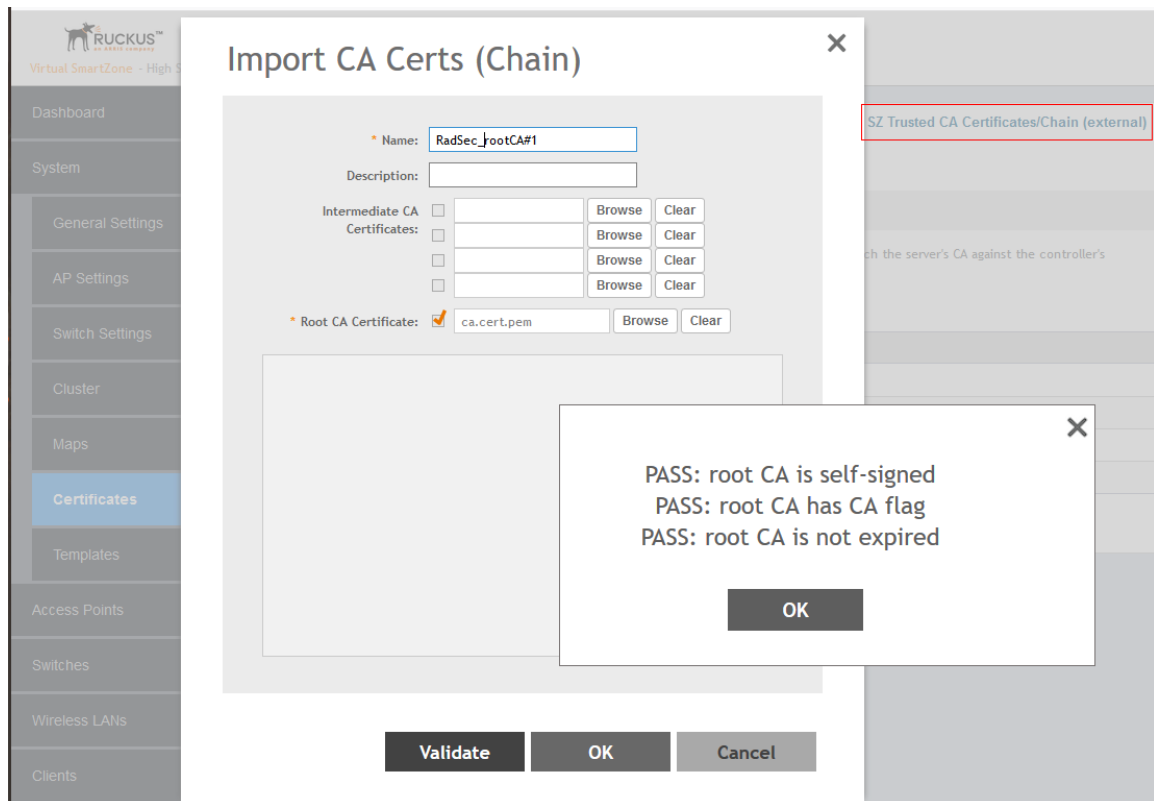 RUCKUS™
an ARRIS company
Virtual SmartZone - High S
Dashboard
System
General Settings
AP Settings
Switch Settings
Cluster
Maps
Certificates
Templates
Access Points
Switches
Wireless LANs
Clients
Import CA Certs (Chain)
* Name: RadSec_rootCA#1
Description:
Intermediate CA Certificates:
Browse Clear
Browse Clear
Browse Clear
Browse Clear
* Root CA Certificate: ca.cert.pem Browse Clear
PASS: root CA is self-signed
PASS: root CA has CA flag
PASS: root CA is not expired
OK
Validate OK Cancel
SZ Trusted CA Certificates/Chain (external)
ch the server's CA against the controller's